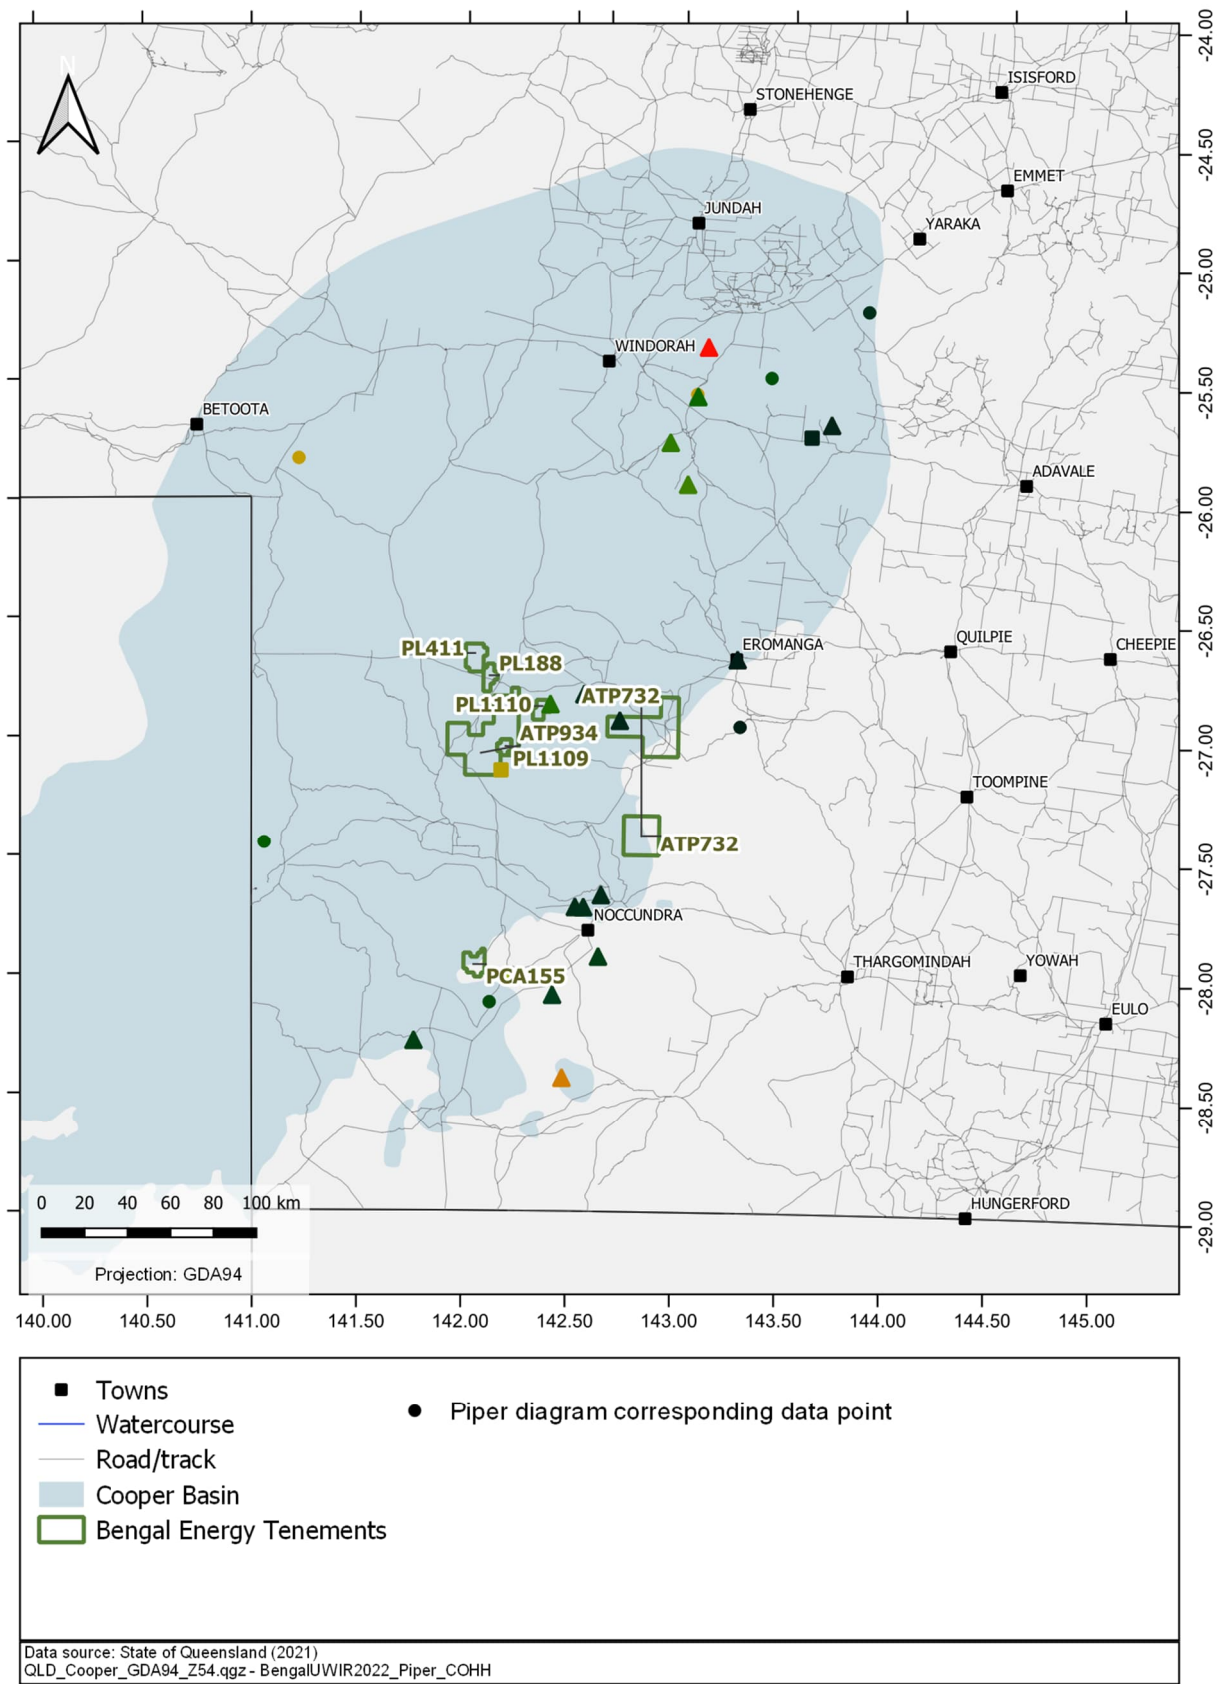 N
-24.00
ISISFORD
STONEHENGE
-24.50
EMMET
JUNDAH
YARAKA
-25.00
WINDORAH
-25.50
BETOOTA
ADAVALE
-26.00
-26.50
EROMANGA
QUILPIE
CHEEPIE
PL411
PL188
ATP732
PL1110
ATP934
-27.00
PL1109
TOOMPINE
ATP732
-27.50
NOCCUNDRA
THARGOMINDAH
YOWAH
PCA155
-28.00
EULO
-28.50
HUNGERFORD
0 20 40 60 80 100 km
-29.00
Projection: GDA94
140.00 140.50 141.00 141.50 142.00 142.50 143.00 143.50 144.00 144.50 145.00
Towns
Piper diagram corresponding data point
Watercourse
Road/track
Cooper Basin
Bengal Energy Tenements
Data source: State of Queensland (2021)
QLD_Cooper_GDA94_Z54.qgz - BengalUWIR2022_Piper_COHH